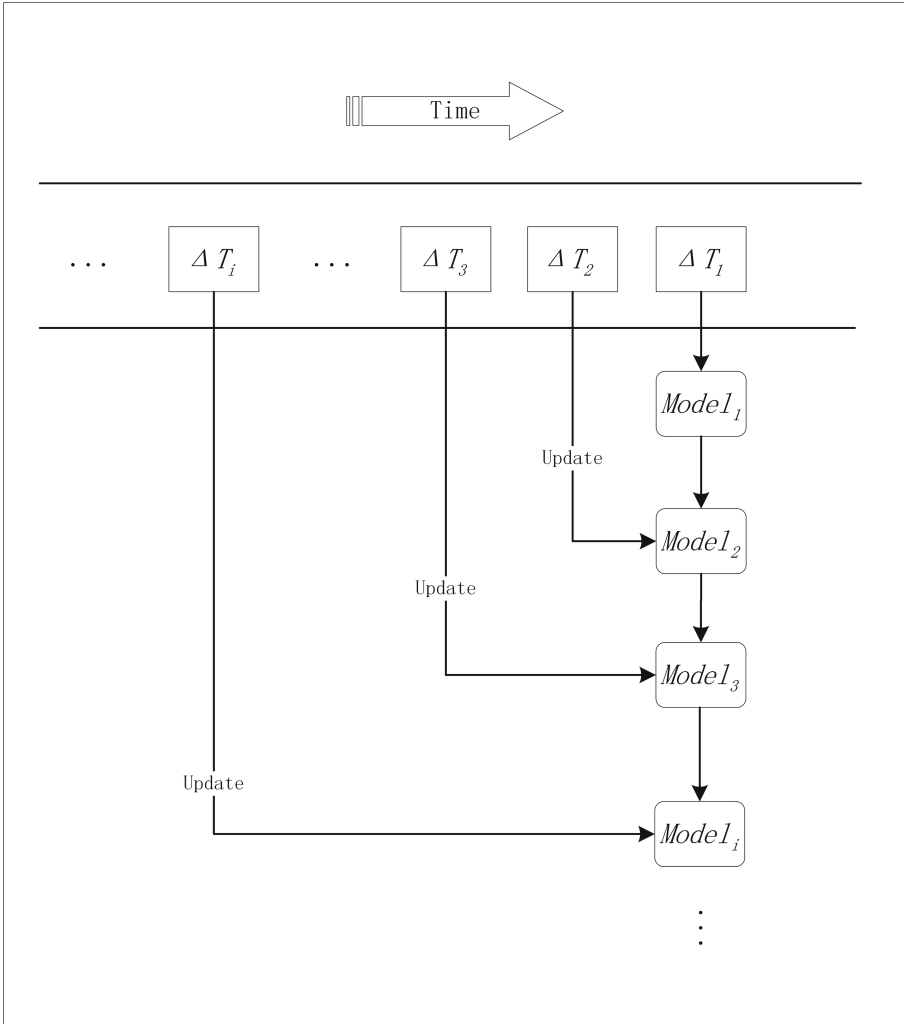 Time
... Δ T_i ... Δ T_3 Δ T_2 Δ T_1
Model_1
Update
Model_2
Update
Model_3
Update
Model_i
⋮